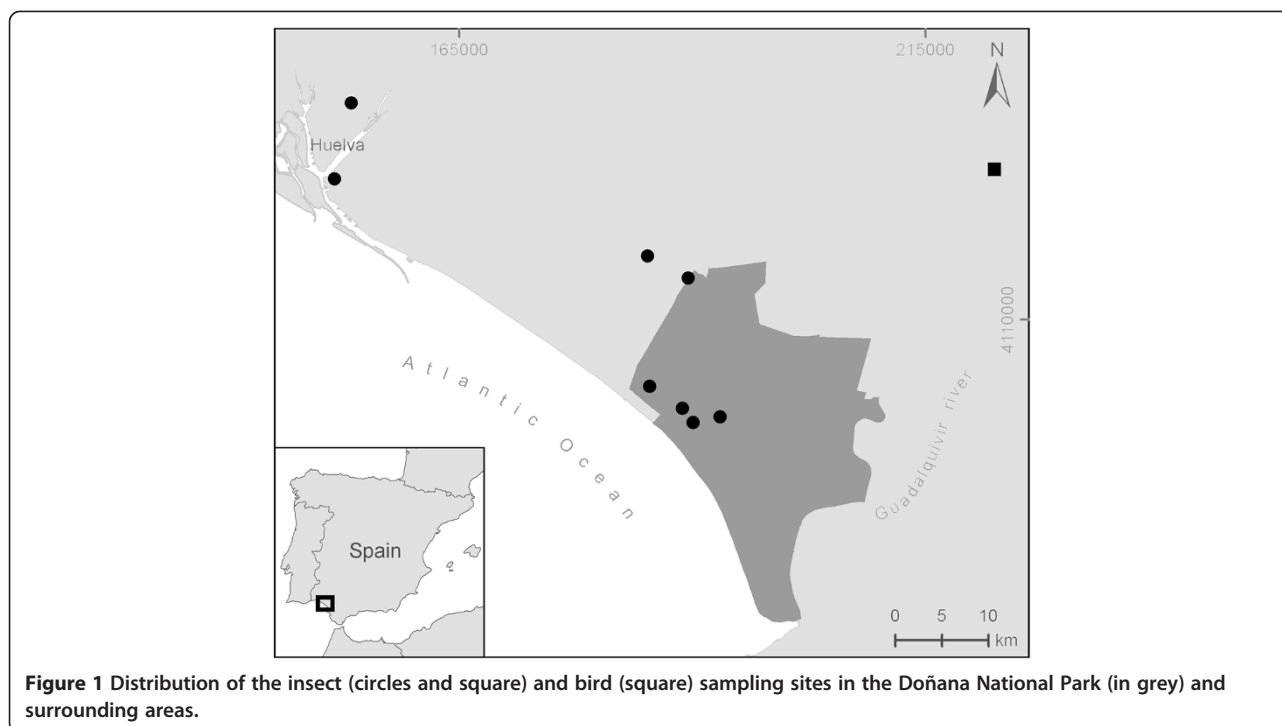 165000
215000
N
Huelva
4110000
Atlantic Ocean
Guadalquivir river
Spain
0 5 10
km
Figure 1 Distribution of the insect (circles and square) and bird (square) sampling sites in the Doñana National Park (in grey) and
surrounding areas.